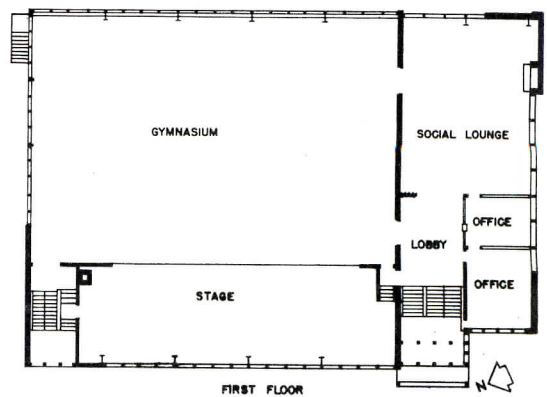 GYMNASIUM
SOCIAL LOUNGE
OFFICE
LOBBY
OFFICE
STAGE
N
FIRST FLOOR